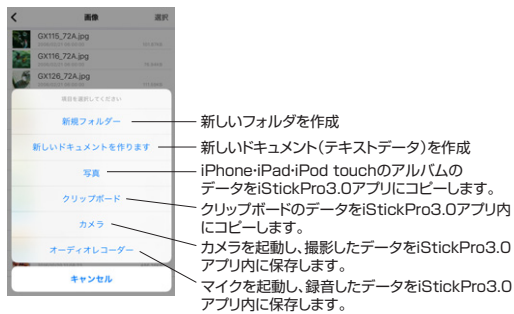 画像
選択
GX115_72A.jpg
GX116_72A.jpg
GX126_72A.jpg
項目を選択してください
新規フォルダー
新しいドキュメントを作ります
写真
クリップボード
カメラ
オーディオレコーダー
キャンセル
新しいフォルダを作成
新しいドキュメント(テキストデータ)を作成
iPhone・iPad・iPod touchのアルバムの
データをiStickPro3.0アプリにコピーします。
クリップボードのデータをiStickPro3.0アプリ内
にコピーします。
カメラを起動し、撮影したデータをiStickPro3.0
アプリ内に保存します。
マイクを起動し、録音したデータをiStickPro3.0
アプリ内に保存します。